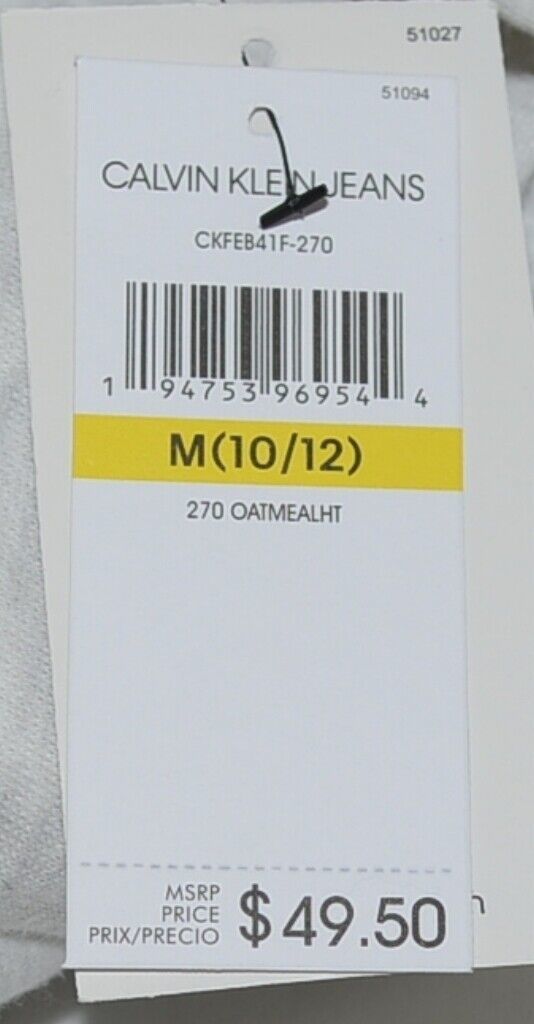 51027
51094
CALVIN KLEIN JEANS
CKFEB41F-270
1 94753 96954 4
M(10/12)
270 OATMEALHT
MSRP
PRICE
PRIX/PRECIO
$49.50